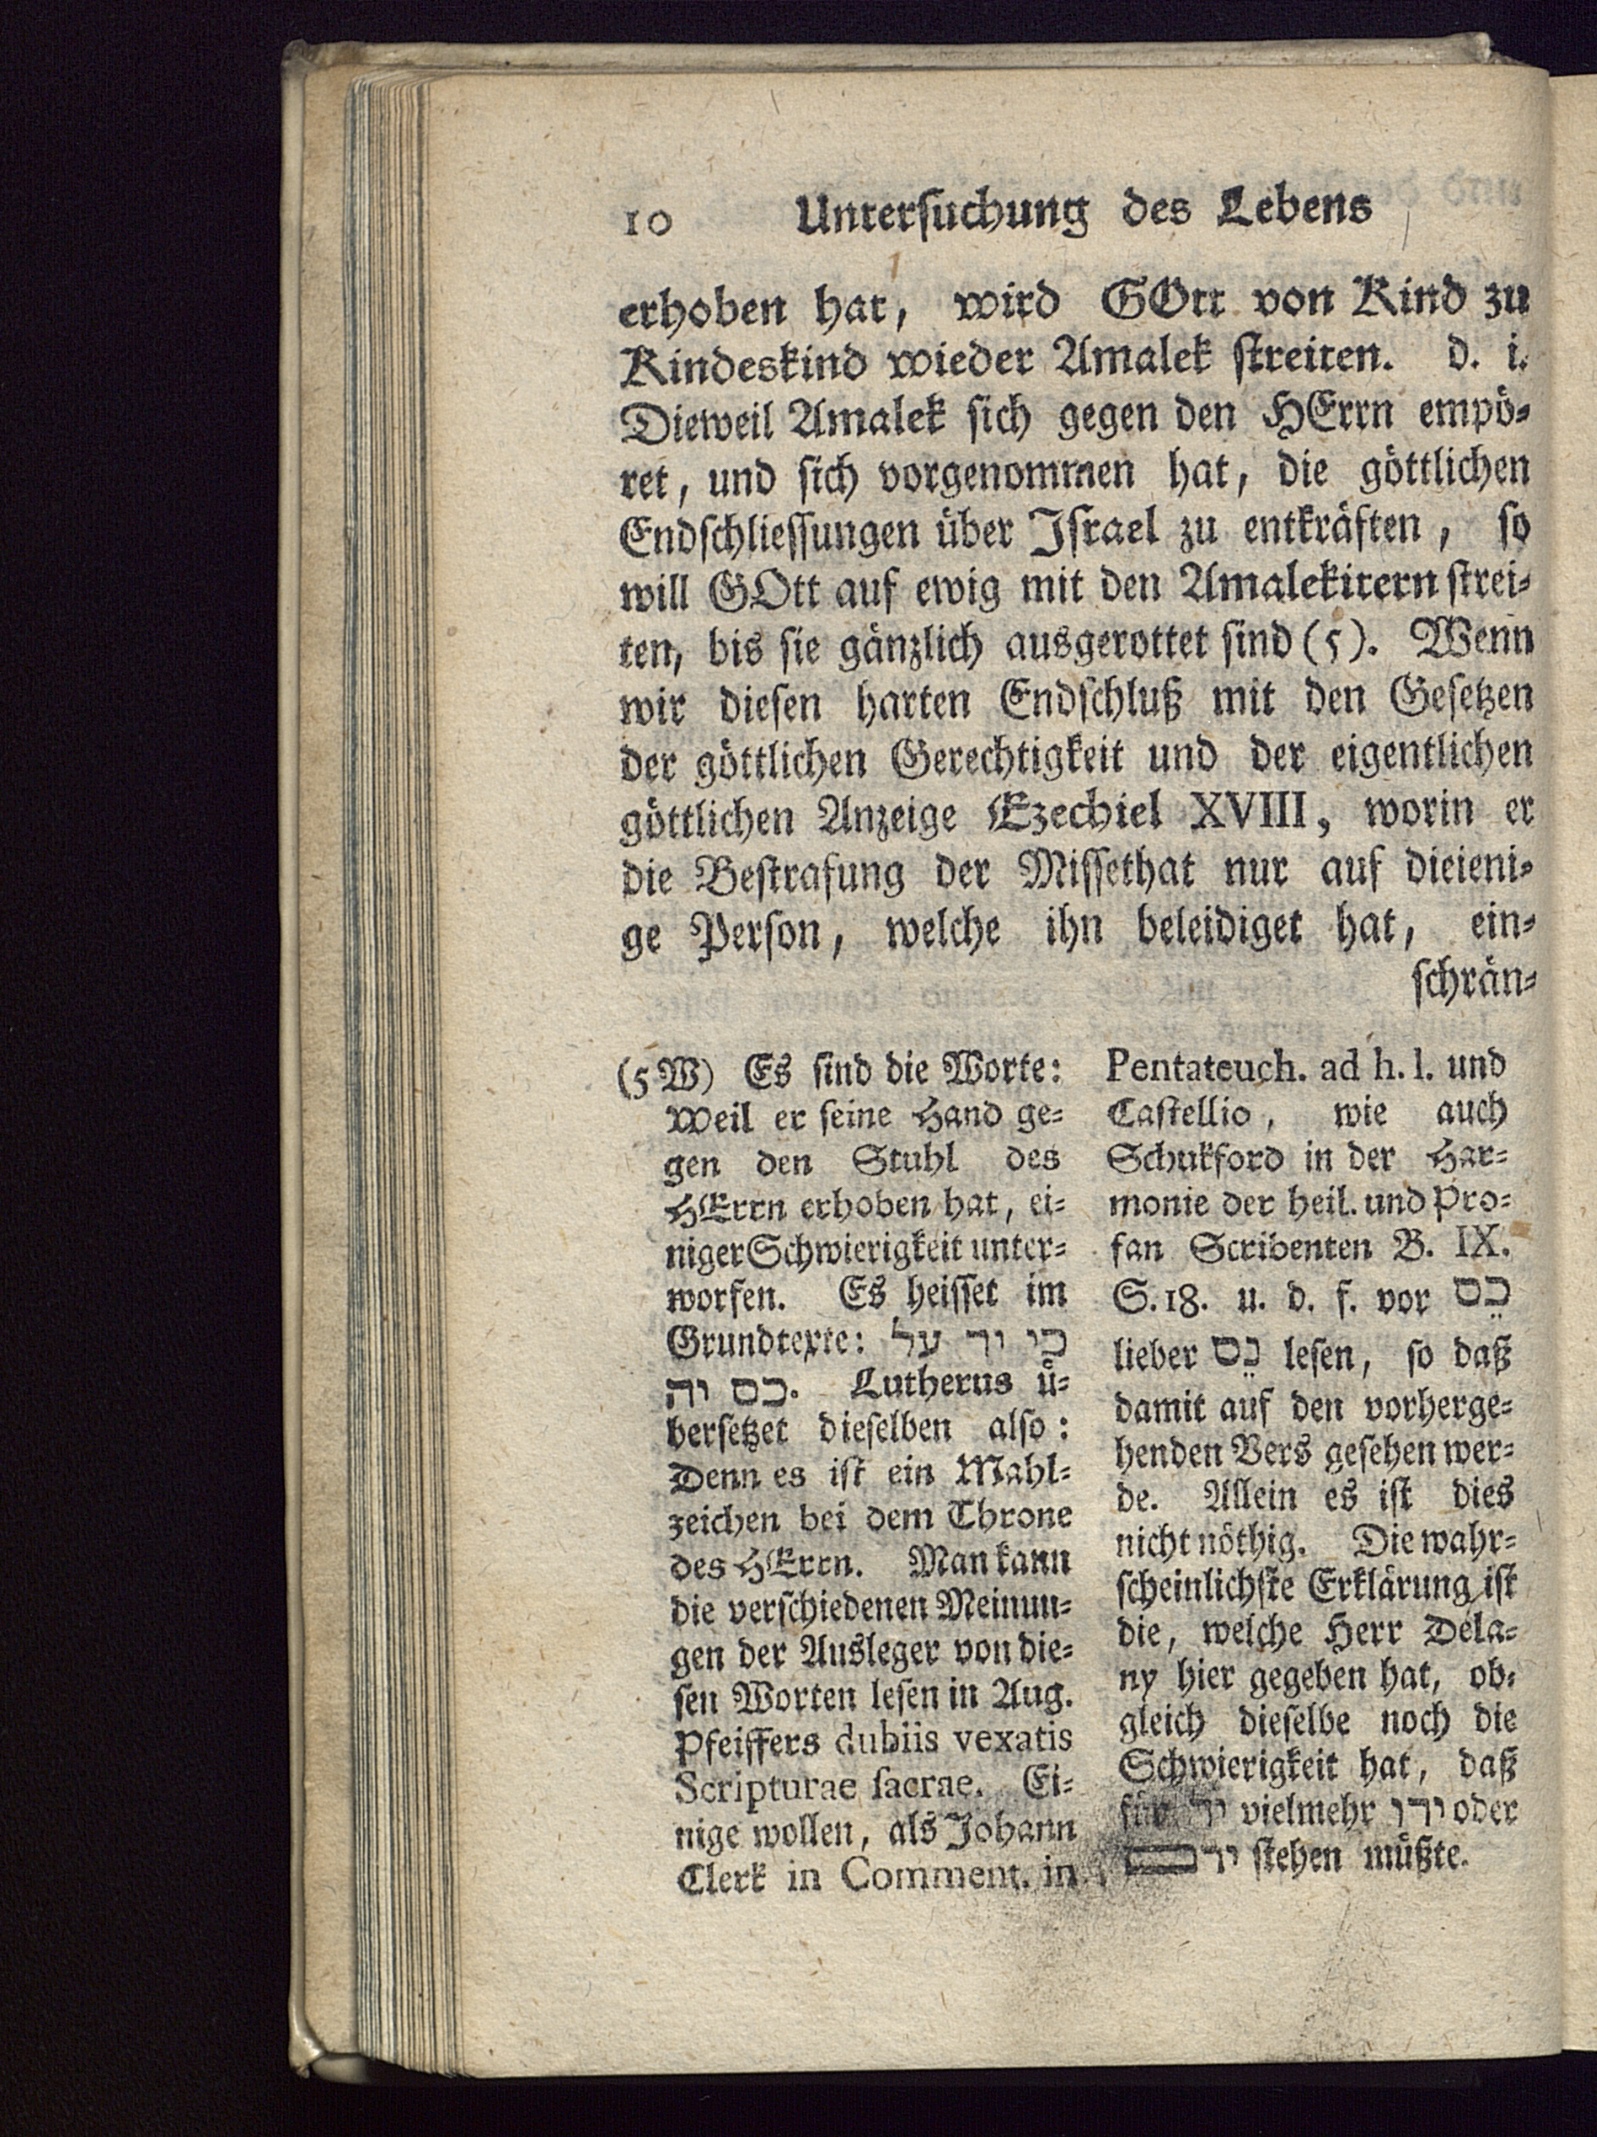 10 Untersuchung des Lebens
erhoben hat, wird GOtt von Kind zu
Kindeskind wieder Amalek streiten. d. i.
Dieweil Amalek sich gegen den HErrn empö-
ret, und sich vorgenommen hat, die göttlichen
Endschliessungen über Israel zu entkräften, so
will GOtt auf ewig mit den Amalekitern strei-
ten, bis sie gänzlich ausgerottet sind (5). Wenn
wir diesen harten Endschluß mit den Gesetzen
der göttlichen Gerechtigkeit und der eigentlichen
göttlichen Anzeige Ezechiel XVIII, worin er
die Bestrafung der Missethat nur auf dieieni-
ge Person, welche ihn beleidiget hat, ein-
schrän-
(5 W) Es sind die Worte:
Weil er seine Hand ge-
gen den Stuhl des
HErrn erhoben hat, ei-
niger Schwierigkeit unter-
worfen. Es heisset im
Grundtexte: כי יד על
כס יה. Lutherus ü-
bersetzet dieselben also:
Denn es ist ein Mahl-
zeichen bei dem Throne
des HErrn. Man kann
die verschiedenen Meinun-
gen der Ausleger von die-
sen Worten lesen in Aug.
Pfeiffers dubiis vexatis
Scripturae sacrae. Ei-
nige wollen, als Johann
Clerk in Comment. in
Pentateuch. ad h. l. und
Castellio, wie auch
Schukford in der Har-
monie der heil. und Pro-
fan Scribenten B. IX.
S. 18. u. d. f. vor כֵס
lieber נֵס lesen, so daß
damit auf den vorherge-
henden Vers gesehen wer-
de. Allein es ist dies
nicht nöthig. Die wahr-
scheinlichste Erklärung ist
die, welche Herr Dela-
ny hier gegeben hat, ob-
gleich dieselbe noch die
Schwierigkeit hat, daß
für יד vielmehr ידו oder
stehen müßte.